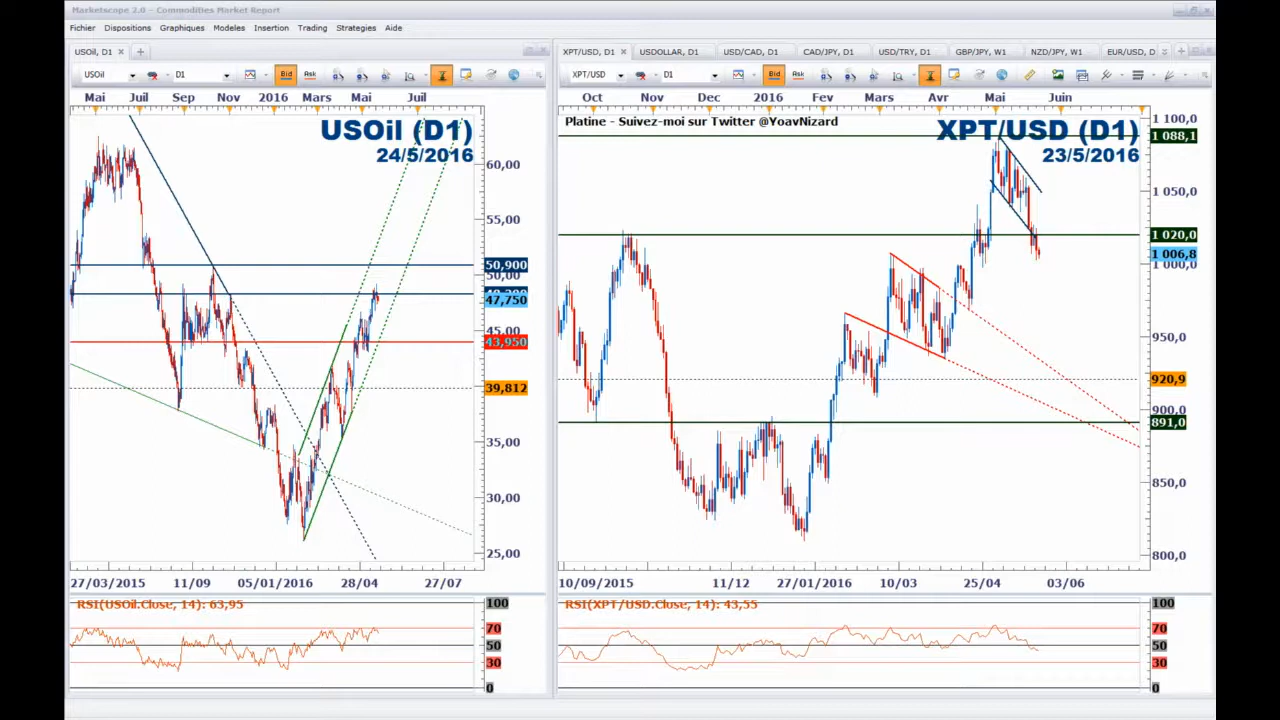 Marketscope 2.0 - Commodities Market Report
Fichier Dispositions Graphiques Modeles Insertion Trading Strategies Aide
USOil, D1
XPT/USD, D1 USDOLLAR, D1 USD/CAD, D1 CAD/JPY, D1 USD/TRY, D1 GBP/JPY, W1 NZD/JPY, W1 EUR/USD, D
USOil D1 Bid Ask
XPT/USD D1 Bid Ask
Mai Juil Sep Nov 2016 Mars Mai Juil
Oct Nov Dec 2016 Fev Mars Avr Mai Juin
USOil (D1)
24/5/2016
60,00
55,00
50,900
50,00
47,750
45,00
43,950
39,812
35,00
30,00
25,00
27/03/2015 11/09 05/01/2016 28/04 27/07
RSI(USOil.Close, 14): 63,95
100
70
50
30
0
Platine - Suivez-moi sur Twitter @YoavNizard
XPT/USD (D1)
23/5/2016
1 100,0
1 088,1
1 050,0
1 020,0
1 006,8
1 000,0
950,0
920,9
900,0
891,0
850,0
800,0
10/09/2015 11/12 27/01/2016 10/03 25/04 03/06
RSI(XPT/USD.Close, 14): 43,55
100
70
50
30
0